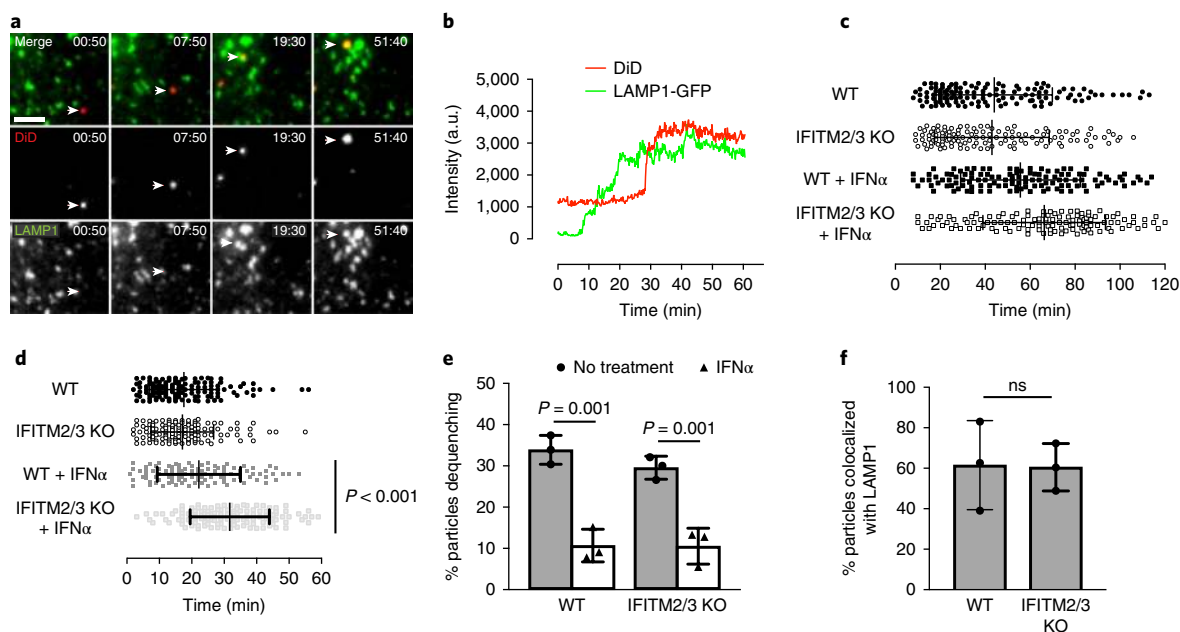 a
Merge 00:50 07:50 19:30 51:40
DiD 00:50 07:50 19:30 51:40
LAMP1 00:50 07:50 19:30 51:40
b
DiD
LAMP1-GFP
5,000
4,000
3,000
2,000
1,000
0
Intensity (a.u.)
0 10 20 30 40 50 60
Time (min)
c
WT
IFITM2/3 KO
WT + IFNα
IFITM2/3 KO
+ IFNα
0 20 40 60 80 100 120
Time (min)
d
WT
IFITM2/3 KO
WT + IFNα
IFITM2/3 KO
+ IFNα
P < 0.001
0 10 20 30 40 50 60
Time (min)
e
No treatment IFNα
50
40
30
20
10
0
% particles dequenching
P = 0.001
P = 0.001
WT IFITM2/3 KO
f
100
80
60
40
20
0
% particles colocalized
with LAMP1
ns
WT IFITM2/3
KO